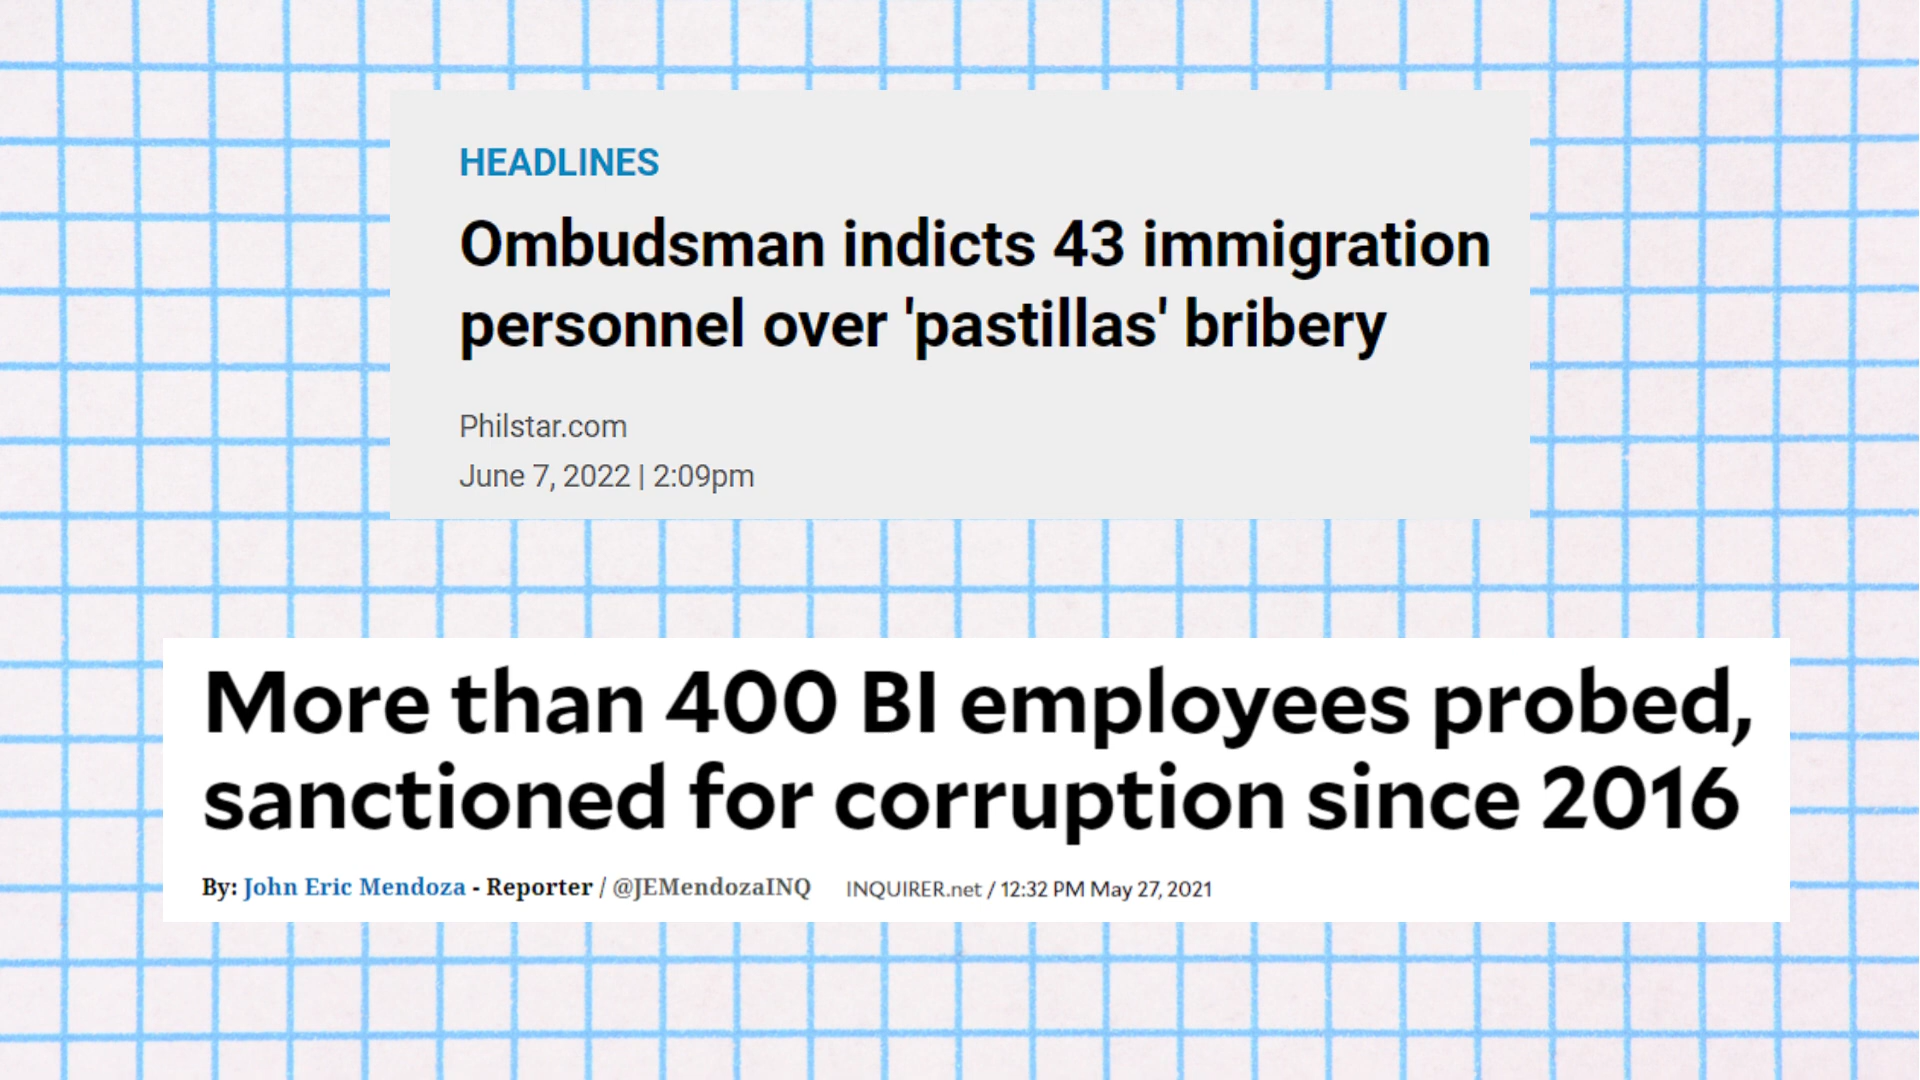 HEADLINES
Ombudsman indicts 43 immigration
personnel over 'pastillas' bribery
Philstar.com
June 7, 2022 | 2:09pm
More than 400 BI employees probed,
sanctioned for corruption since 2016
By: John Eric Mendoza - Reporter / @JEMendozaINQ INQUIRER.net / 12:32 PM May 27, 2021